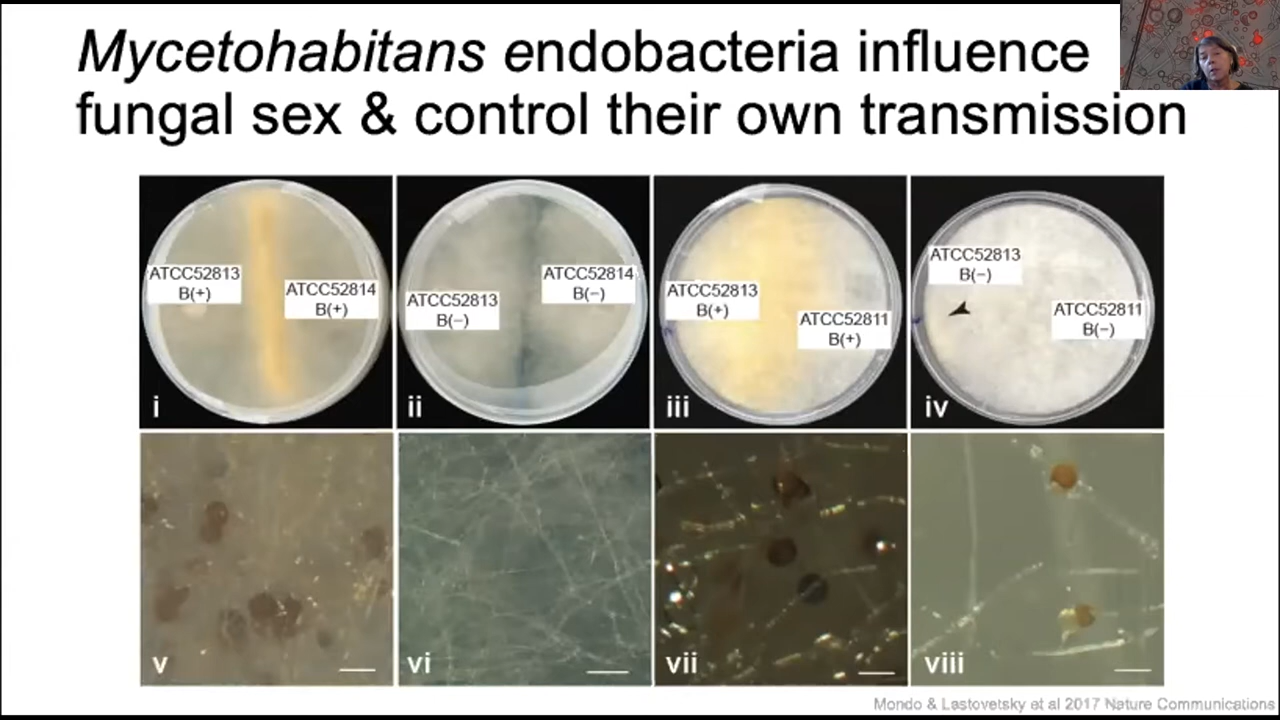 Mycetohabitans endobacteria influence
fungal sex & control their own transmission
ATCC52813
B(+)
ATCC52814
B(+)
i
ATCC52813
B(−)
ATCC52814
B(−)
ii
ATCC52813
B(+)
ATCC52811
B(+)
iii
ATCC52813
B(−)
ATCC52811
B(−)
iv
v
vi
vii
viii
Mondo & Lastovetsky et al 2017 Nature Communications